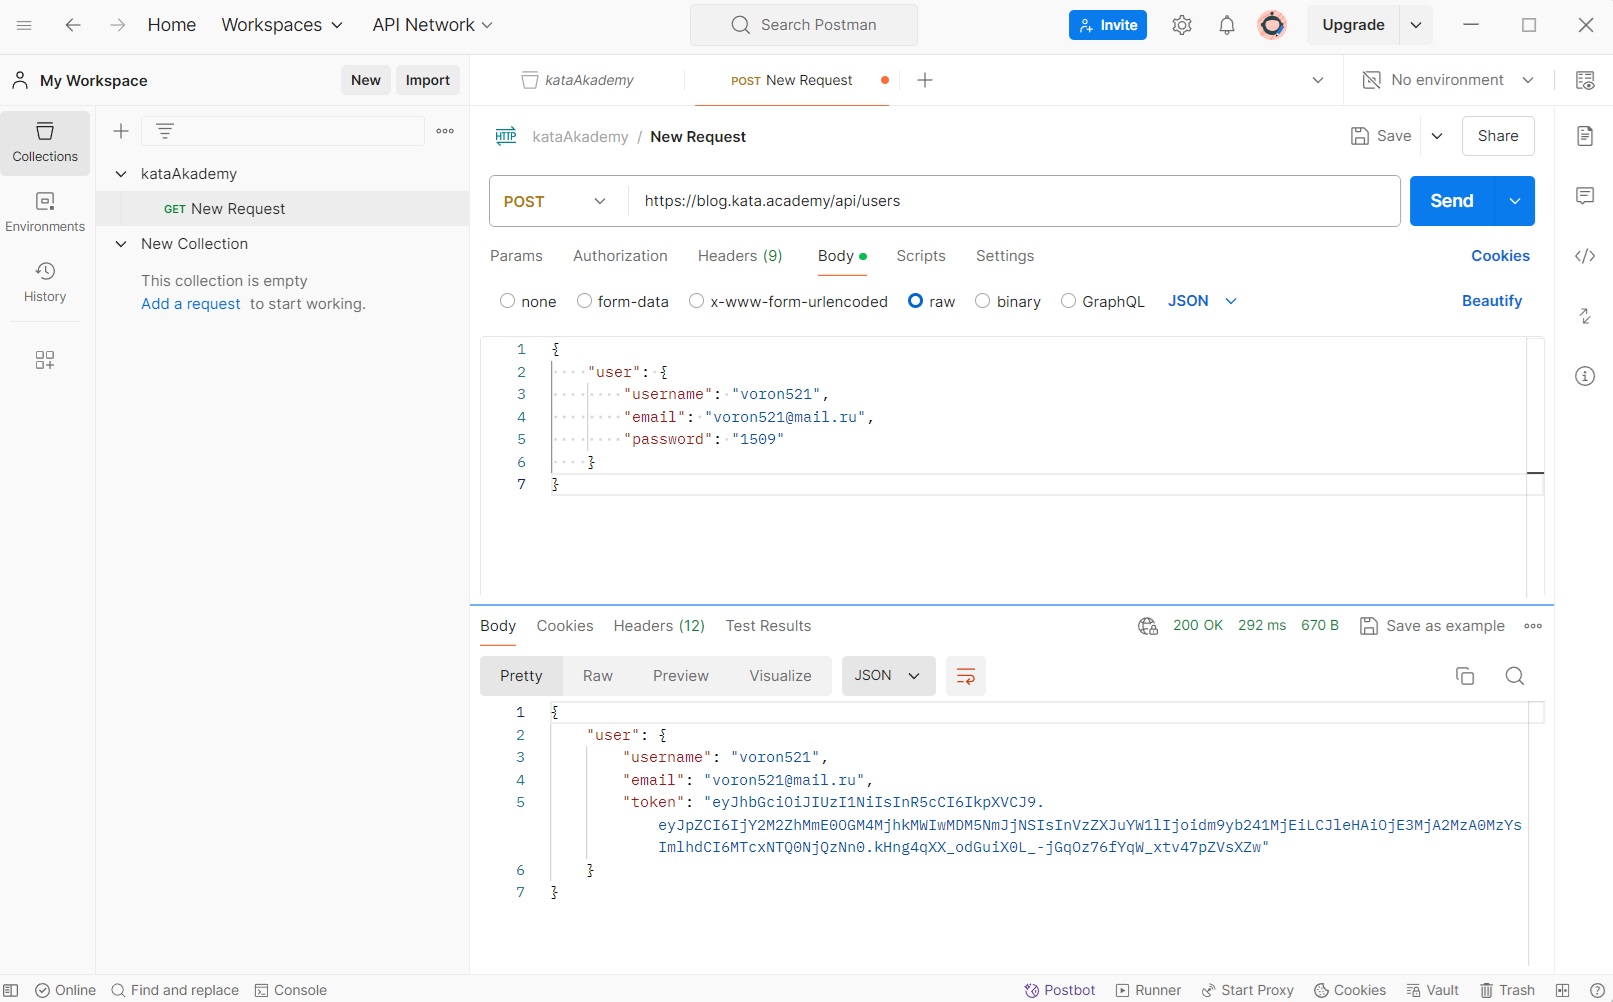 Home Workspaces API Network Search Postman Invite Upgrade
My Workspace New Import kataAkademy POST New Request No environment
Collections
Environments
History
kataAkademy
GET New Request
New Collection
This collection is empty
Add a request to start working.
HTTP kataAkademy / New Request Save Share
POST https://blog.kata.academy/api/users Send
Params Authorization Headers (9) Body Scripts Settings Cookies
none form-data x-www-form-urlencoded raw binary GraphQL JSON Beautify
1 {
2 "user": {
3 "username": "voron521",
4 "email": "voron521@mail.ru",
5 "password": "1509"
6 }
7 }
Body Cookies Headers (12) Test Results 200 OK 292 ms 670 B Save as example
Pretty Raw Preview Visualize JSON
1 {
2 "user": {
3 "username": "voron521",
4 "email": "voron521@mail.ru",
5 "token": "eyJhbGciOiJIUzI1NiIsInR5cCI6IkpXVCJ9.
eyJpZCI6IjY2M2ZhMmE0OGM4MjhkMWIwMDM5NmJjNSIsInVzZXJuYW1lIjoidm9yb241MjEiLCJleHAiOjE3MjA2MzA0MzYs
ImlhdCI6MTcxNTQ0NjQzNn0.kHng4qXX_odGuiX0L_-jGqOz76fYqW_xtv47pZVsXZw"
6 }
7 }
Online Find and replace Console Postbot Runner Start Proxy Cookies Vault Trash